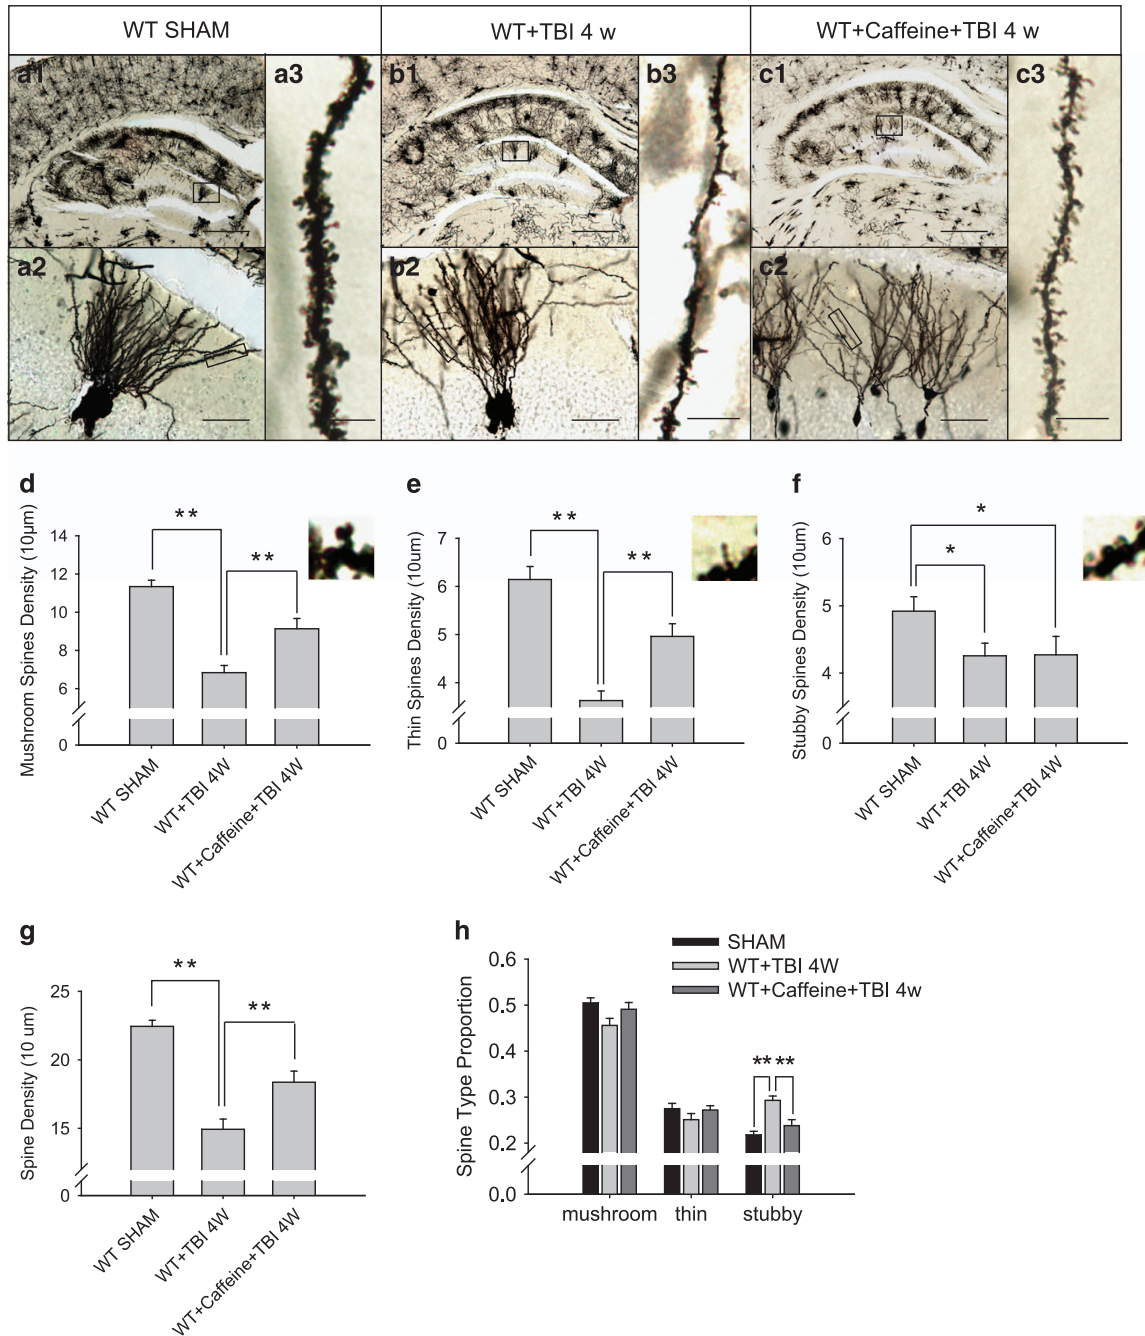 WT SHAM
WT+TBI 4 w
WT+Caffeine+TBI 4 w
a1
a3
b1
b3
c1
c3
a2
b2
c2
d
Mushroom Spines Density (10µm)
14
12
10
8
6
0
**
**
WT SHAM
WT+TBI 4W
WT+Caffeine+TBI 4W
e
Thin Spines Density (10um)
7
6
5
4
0
**
**
WT SHAM
WT+TBI 4W
WT+Caffeine+TBI 4W
f
Stubby Spines Density (10um)
6
5
4
0
*
*
WT SHAM
WT+TBI 4W
WT+Caffeine+TBI 4W
g
Spine Density (10 um)
25
20
15
0
**
**
WT SHAM
WT+TBI 4W
WT+Caffeine+TBI 4W
h
SHAM
WT+TBI 4W
WT+Caffeine+TBI 4w
Spine Type Proportion
0.6
0.5
0.4
0.3
0.2
0.0
** **
mushroom thin stubby